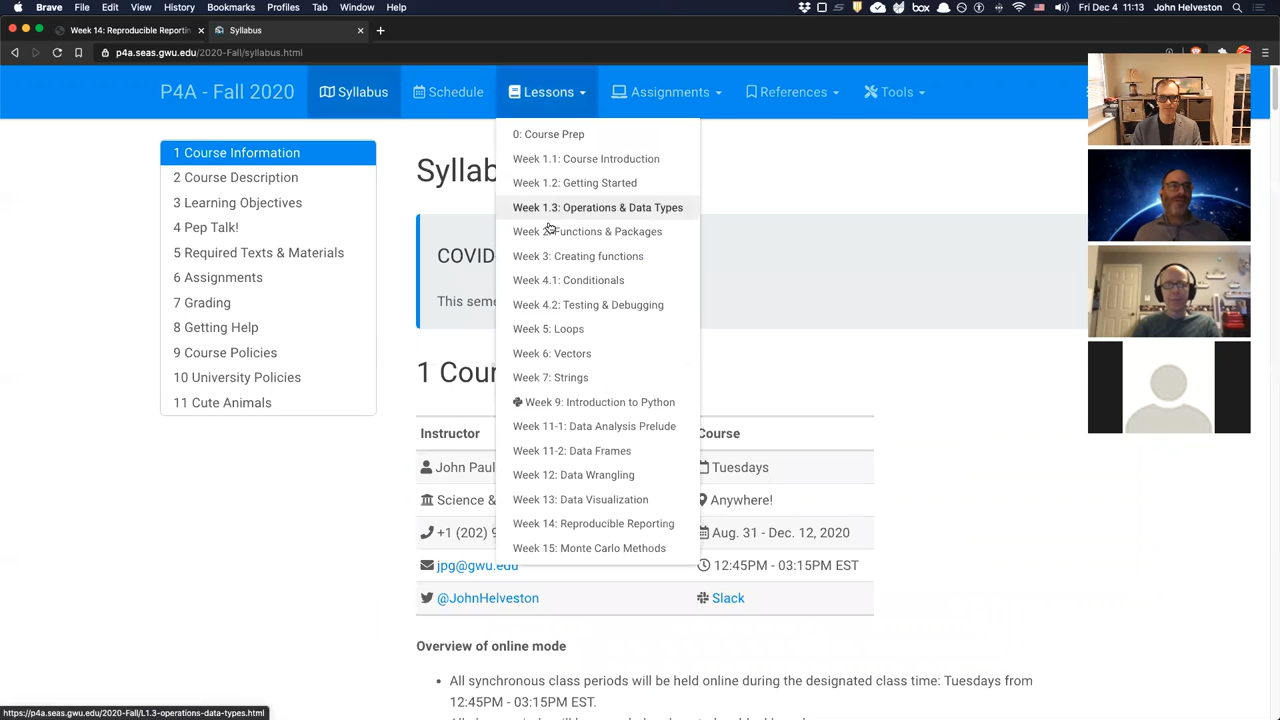 Brave File Edit View History Bookmarks Profiles Tab Window Help Fri Dec 4 11:13 John Helveston
Week 14: Reproducible Reportin
Syllabus
p4a.seas.gwu.edu/2020-Fall/syllabus.html
P4A - Fall 2020 Syllabus Schedule Lessons Assignments References Tools
0: Course Prep
Week 1.1: Course Introduction
Week 1.2: Getting Started
Week 1.3: Operations & Data Types
Week Functions & Packages
Week 3: Creating functions
Week 4.1: Conditionals
Week 4.2: Testing & Debugging
Week 5: Loops
Week 6: Vectors
Week 7: Strings
Week 9: Introduction to Python
Week 11-1: Data Analysis Prelude
Week 11-2: Data Frames
Week 12: Data Wrangling
Week 13: Data Visualization
Week 14: Reproducible Reporting
Week 15: Monte Carlo Methods
1 Course Information
2 Course Description
3 Learning Objectives
4 Pep Talk!
5 Required Texts & Materials
6 Assignments
7 Grading
8 Getting Help
9 Course Policies
10 University Policies
11 Cute Animals
Syllab
COVID
This seme
1 Cour
Instructor Course
John Paul Tuesdays
Science & Anywhere!
+1 (202) 9 Aug. 31 - Dec. 12, 2020
jpg@gwu.edu 12:45PM - 03:15PM EST
@JohnHelveston Slack
Overview of online mode
All synchronous class periods will be held online during the designated class time: Tuesdays from
12:45PM - 03:15PM EST.
https://p4a.seas.gwu.edu/2020-Fall/L1.3-operations-data-types.html